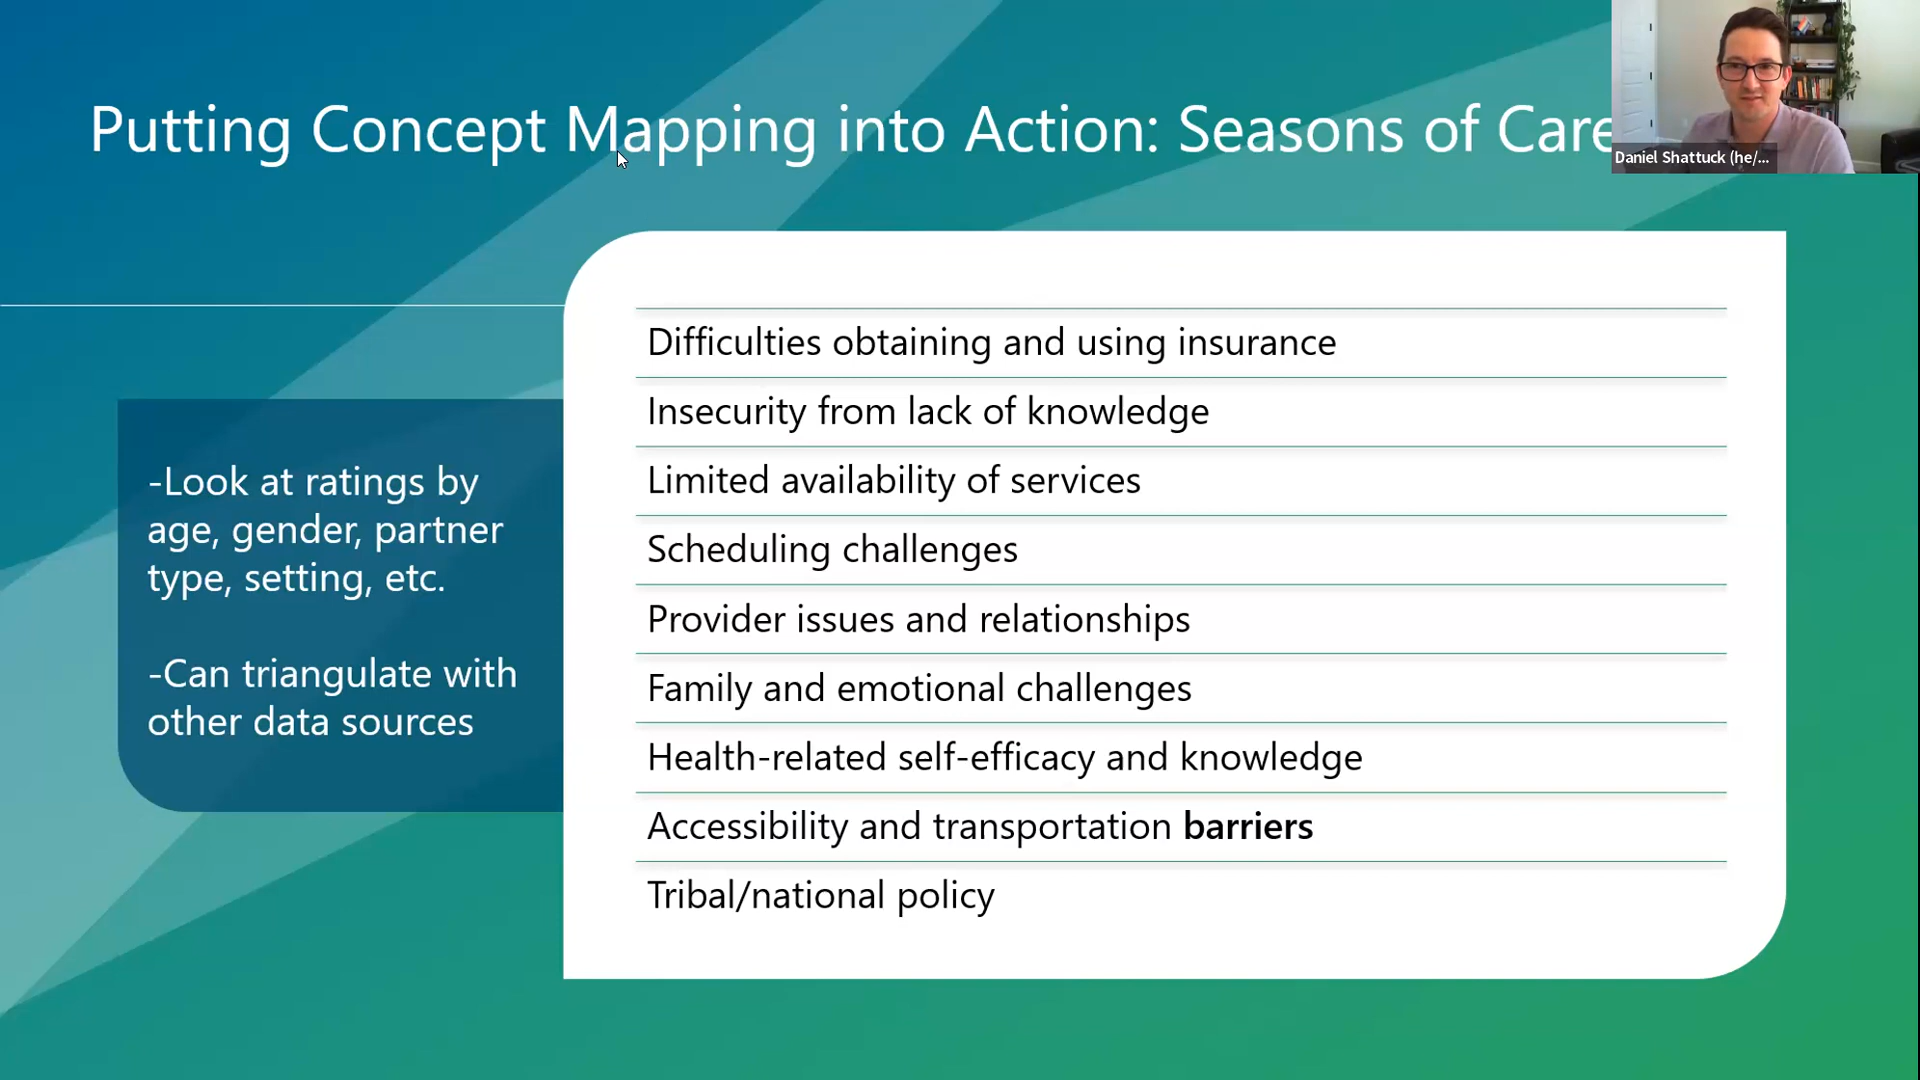 Putting Concept Mapping into Action: Seasons of Care
Daniel Shattuck (he/...
-Look at ratings by
age, gender, partner
type, setting, etc.
-Can triangulate with
other data sources
Difficulties obtaining and using insurance
Insecurity from lack of knowledge
Limited availability of services
Scheduling challenges
Provider issues and relationships
Family and emotional challenges
Health-related self-efficacy and knowledge
Accessibility and transportation barriers
Tribal/national policy